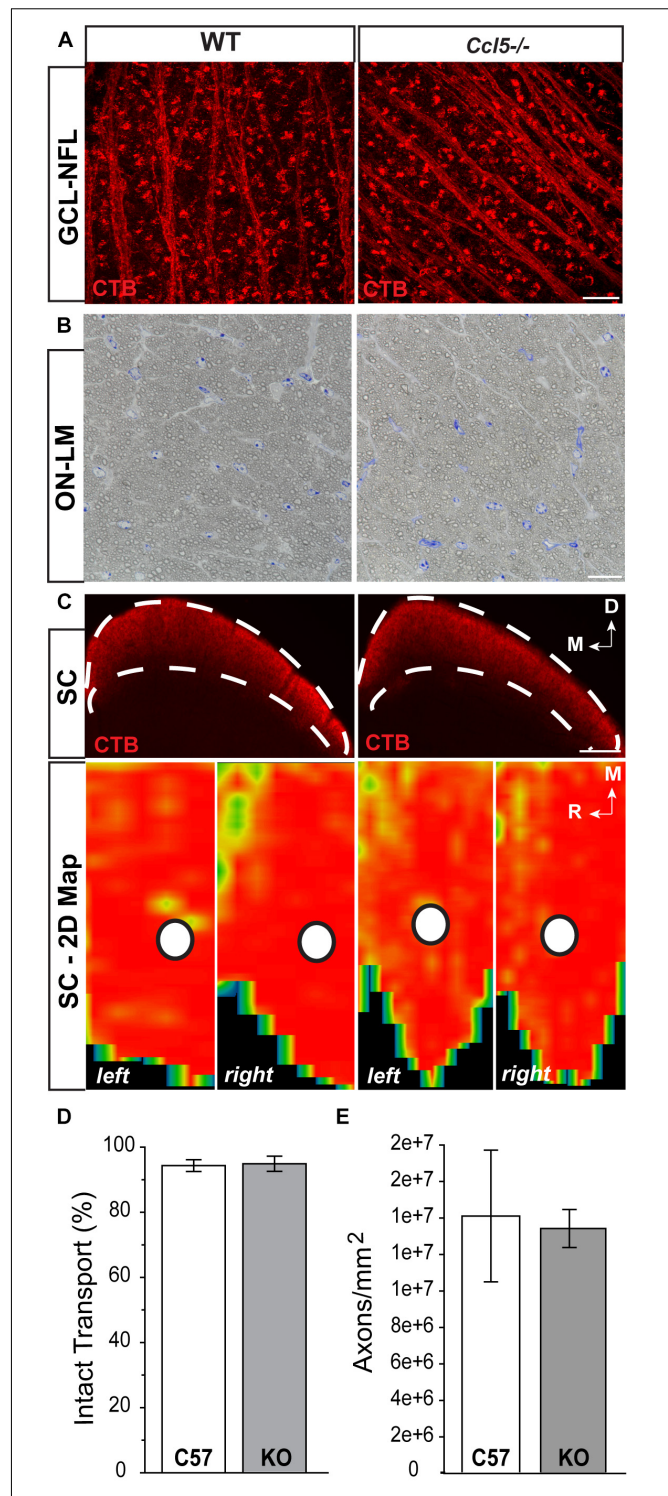 A
WT
Ccl5-/-
GCL-NFL
CTB
CTB
B
ON-LM
C
SC
CTB
CTB
D
M
SC - 2D Map
left
right
left
right
M
R
D
Intact Transport (%)
100
80
60
40
20
0
C57
KO
E
Axons/mm²
2e+7
2e+7
1e+7
1e+7
1e+7
8e+6
6e+6
4e+6
2e+6
0
C57
KO